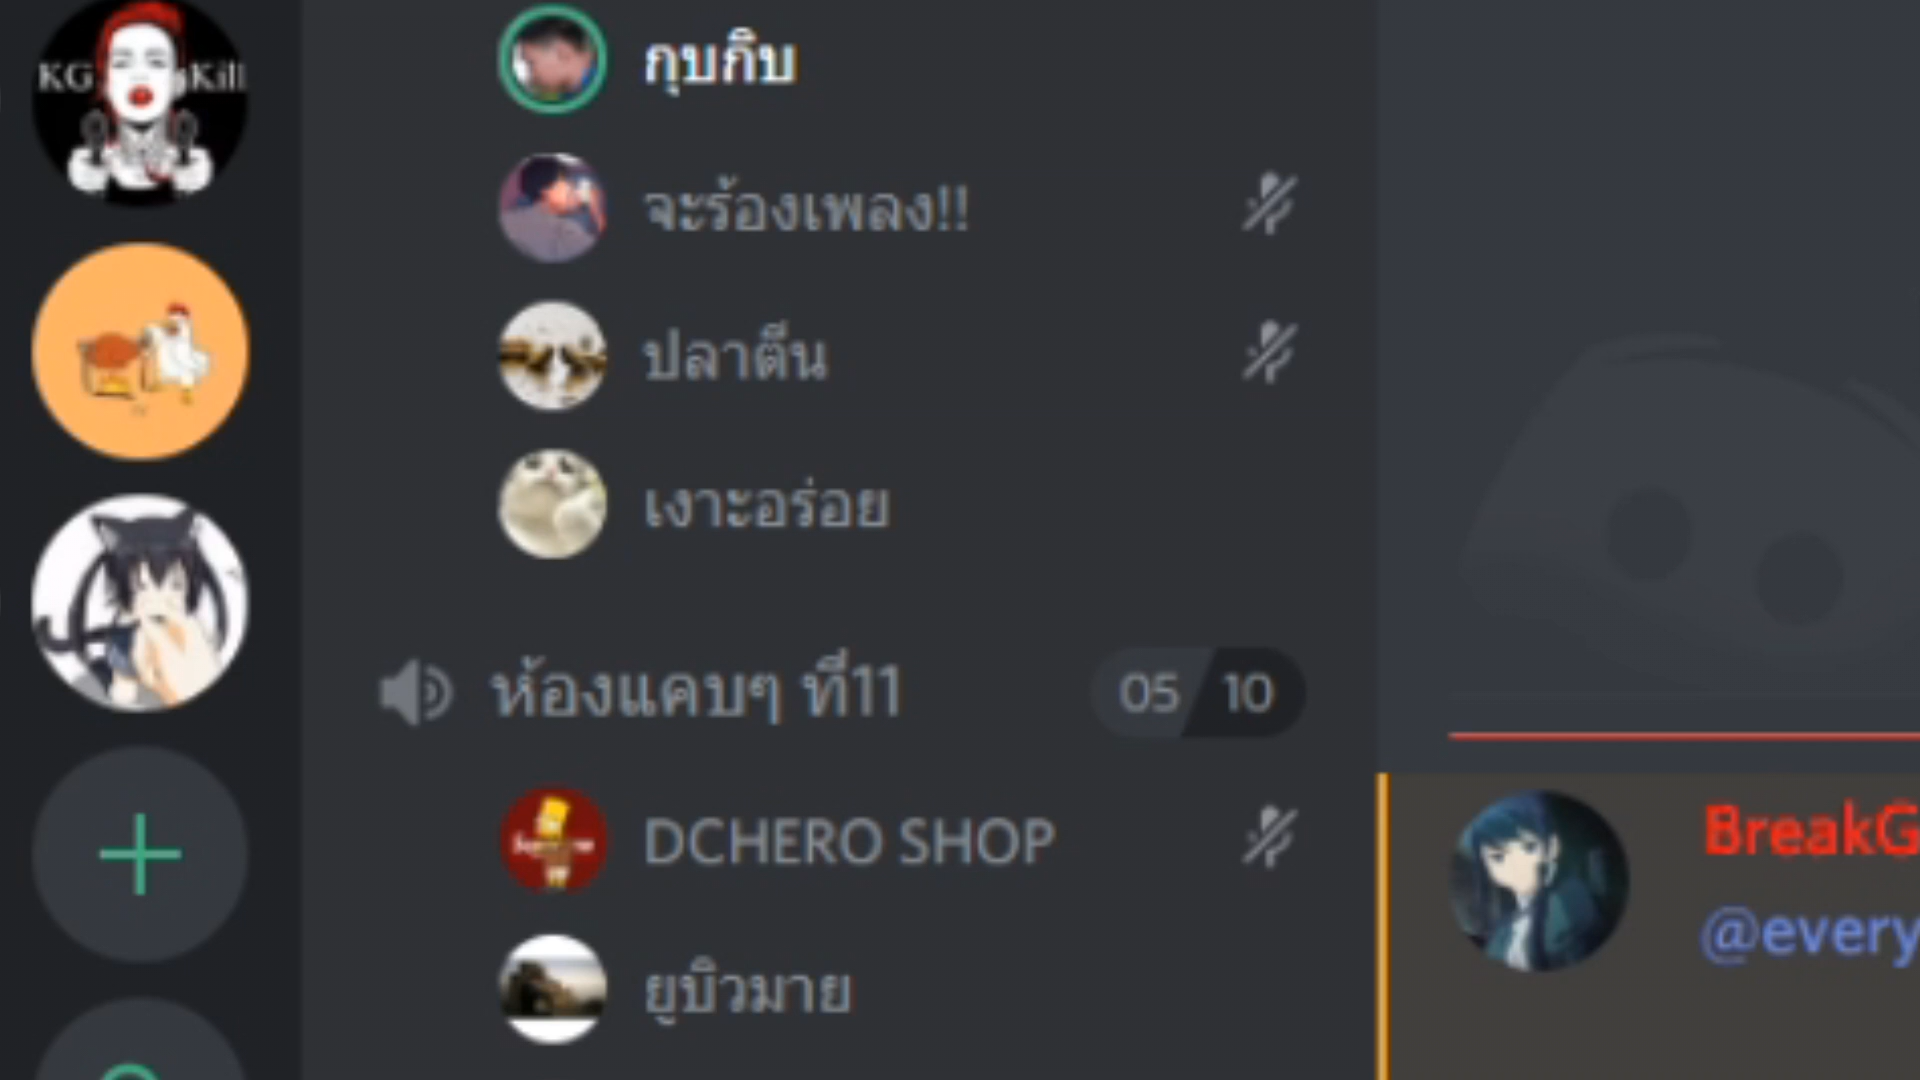 KG Kill
กุบกิบ
จะร้องเพลง!!
ปลาตีน
เงาะอร่อย
ห้องแคบๆ ที่11
05 10
DCHERO SHOP
ยูบิวมาย
BreakG
@every